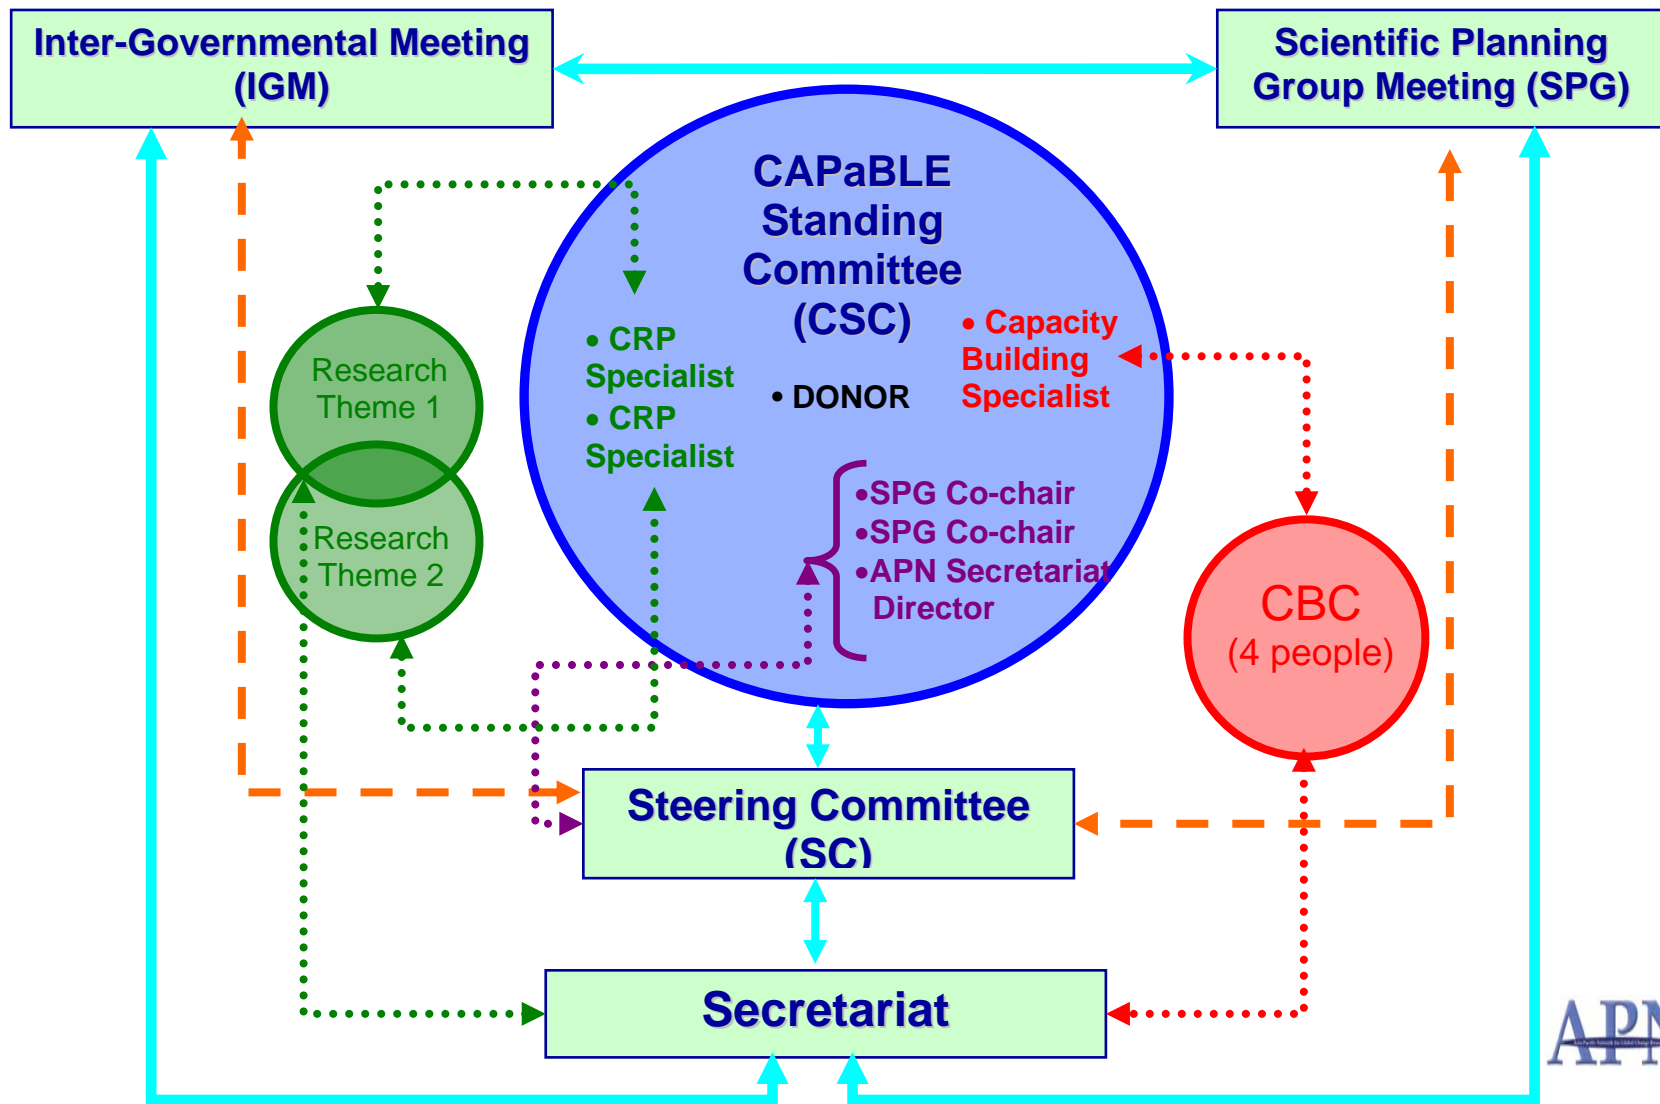 Inter-Governmental Meeting
(IGM)
Scientific Planning
Group Meeting (SPG)
CAPaBLE
Standing
Committee
(CSC)
• CRP
Specialist
• CRP
Specialist
• DONOR
• Capacity
Building
Specialist
•SPG Co-chair
•SPG Co-chair
•APN Secretariat
Director
Research
Theme 1
Research
Theme 2
CBC
(4 people)
Steering Committee
(SC)
Secretariat
APN